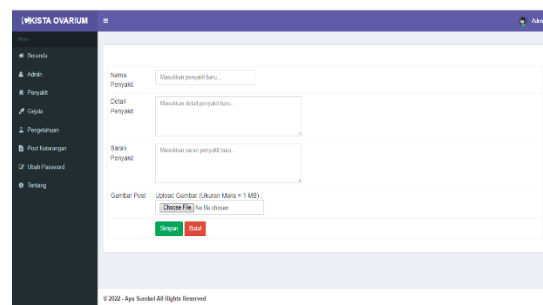 KISTA OVARIUM
Adm
Menu
Beranda
Admin
Penyakit
Gejala
Pengetahuan
Post Keterangan
Ubah Password
Tentang
Nama Penyakit
Masukkan penyakit baru...
Detail Penyakit
Masukkan detail penyakit baru...
Saran Penyakit
Masukkan saran penyakit baru...
Gambar Post
Upload Gambar (Ukuran Maks = 1 MB) :
Choose File No file chosen
Simpan Batal
© 2022 - Ayu Sundari All Rights Reserved